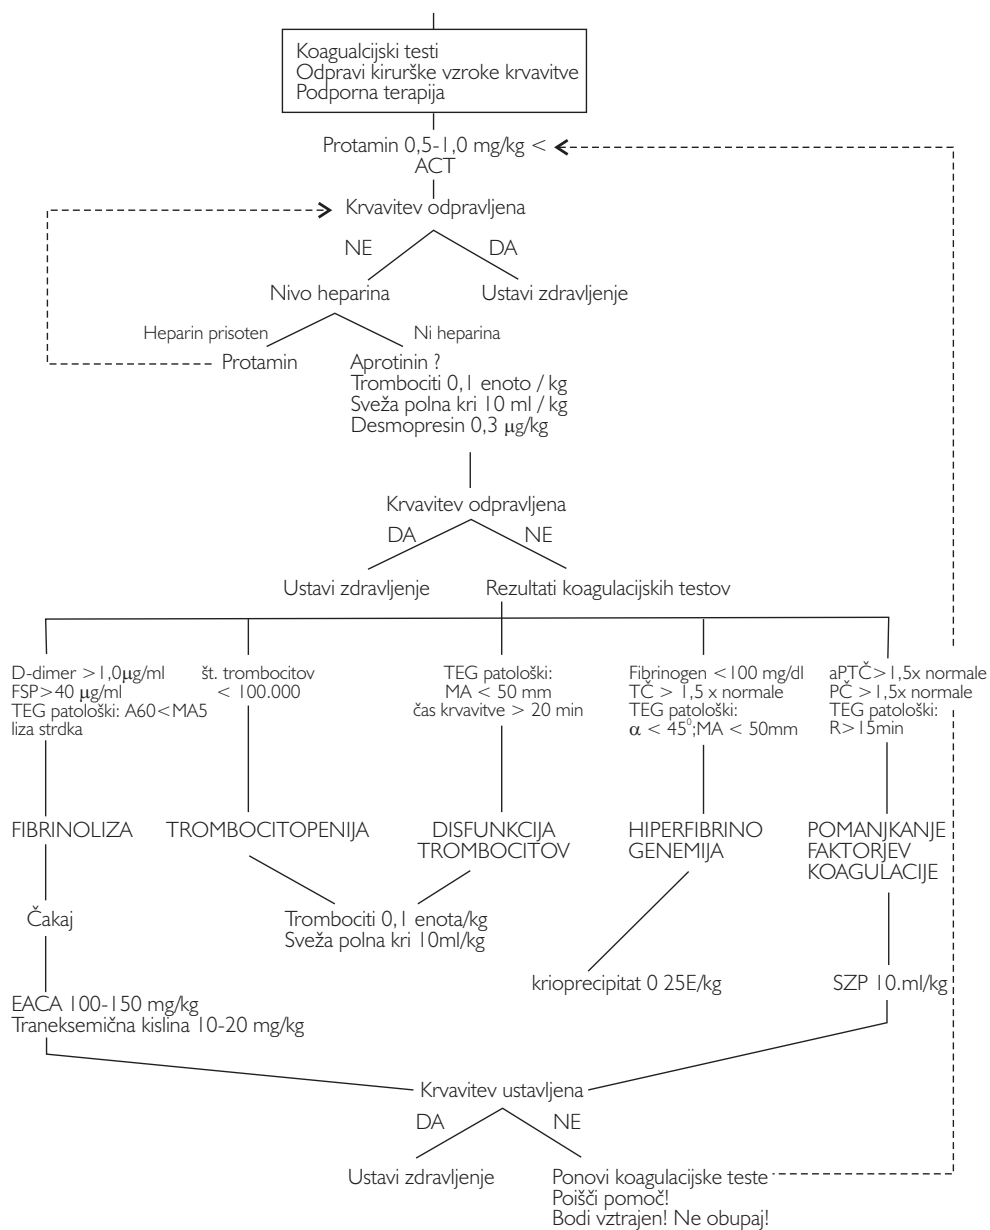 Koagualcijski testi
Odpravi kirurške vzroke krvavitve
Podporna terapija
Protamin 0,5-1,0 mg/kg <
ACT
Krvavitev odpravljena
NE
DA
Nivo heparina
Ustavi zdravljenje
Heparin prisoten
Ni heparina
Protamin
Aprotinin ?
Trombociti 0,1 enoto / kg
Sveža polna kri 10 ml / kg
Desmopresin 0,3 µg/kg
Krvavitev odpravljena
DA
NE
Ustavi zdravljenje
Rezultati koagulacijskih testov
D-dimer >1,0µg/ml
FSP>40 µg/ml
TEG patološki: A60<MA5
liza strdka
št. trombocitov
< 100.000
TEG patološki:
MA < 50 mm
čas krvavitve > 20 min
Fibrinogen <100 mg/dl
TČ > 1,5 x normale
TEG patološki:
α < 45⁰;MA < 50mm
aPTČ>1,5x normale
PČ >1,5x normale
TEG patološki:
R>15min
FIBRINOLIZA
TROMBOCITOPENIJA
DISFUNKCIJA
TROMBOCITOV
HIPERFIBRINO
GENEMIJA
POMANJKANJE
FAKTORJEV
KOAGULACIJE
Čakaj
Trombociti 0,1 enota/kg
Sveža polna kri 10ml/kg
krioprecipitat 0 25E/kg
SZP 10.ml/kg
EACA 100-150 mg/kg
Traneksemična kislina 10-20 mg/kg
Krvavitev ustavljena
DA
NE
Ustavi zdravljenje
Ponovi koagulacijske teste
Poišči pomoč!
Bodi vztrajen! Ne obupaj!